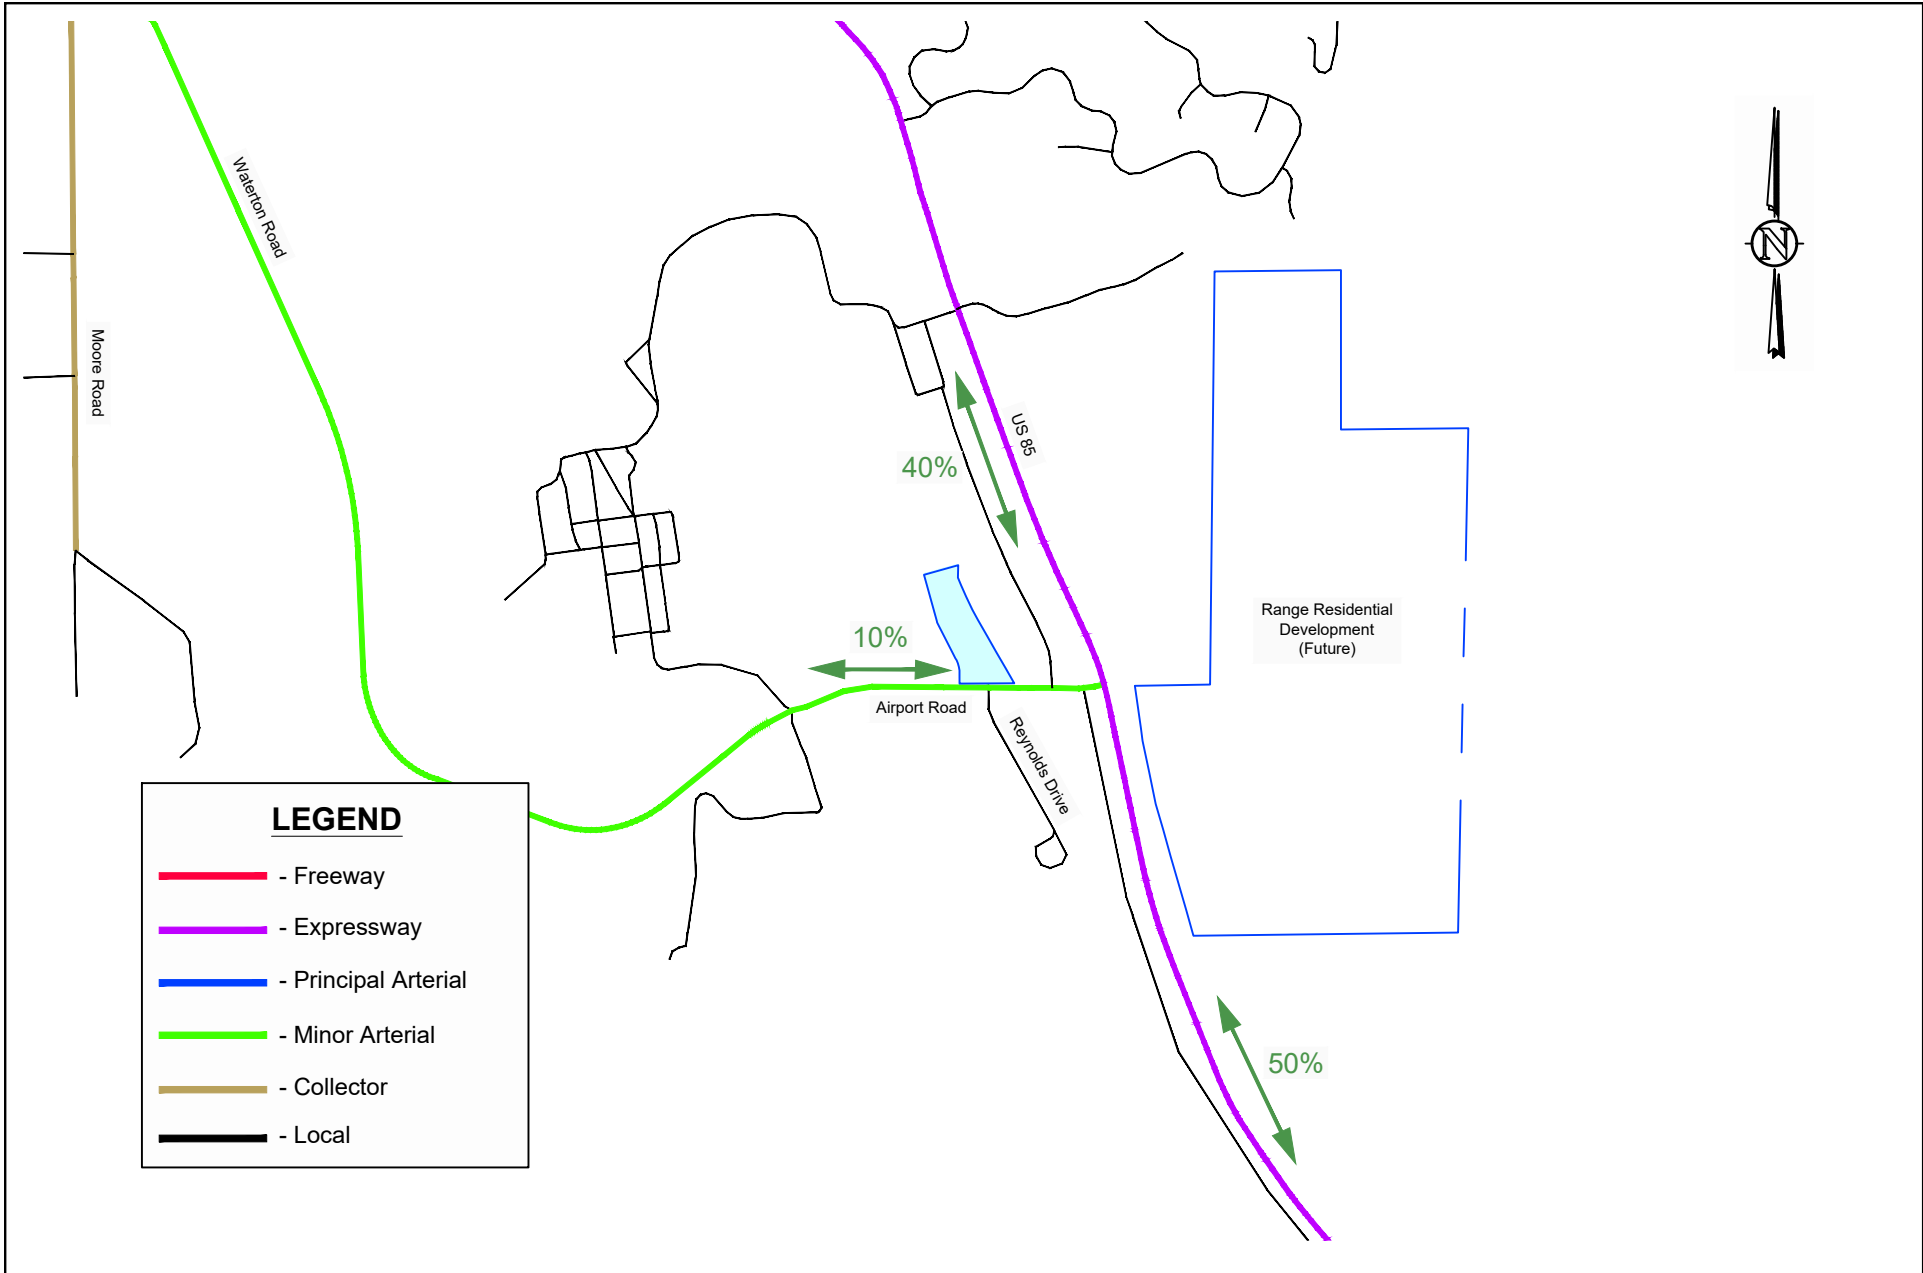 Waterton Road
Moore Road
N
US 85
40%
Range Residential
Development
(Future)
10%
Airport Road
Reynolds Drive
50%
LEGEND
- Freeway
- Expressway
- Principal Arterial
- Minor Arterial
- Collector
- Local